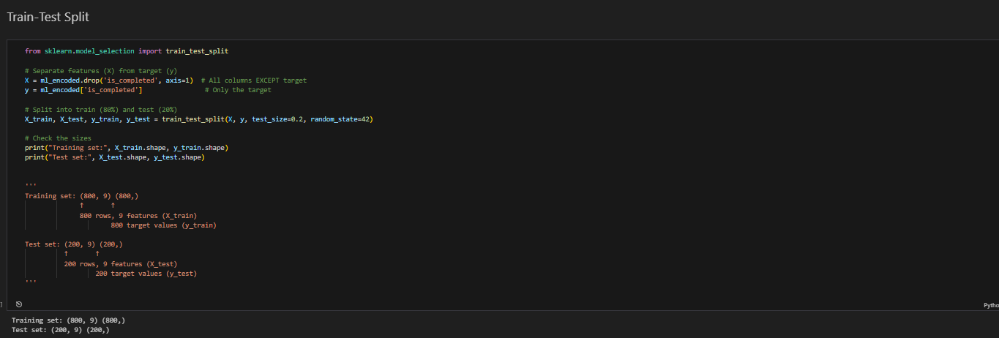 Train-Test Split
from sklearn.model_selection import train_test_split
# Separate features (X) from target (y)
X = ml_encoded.drop('is_completed', axis=1)  # All columns EXCEPT target
y = ml_encoded['is_completed']                     # Only the target
# Split into train (80%) and test (20%)
X_train, X_test, y_train, y_test = train_test_split(X, y, test_size=0.2, random_state=42)
# Check the sizes
print("Training set:", X_train.shape, y_train.shape)
print("Test set:", X_test.shape, y_test.shape)
'''
Training set: (800, 9) (800,)
↑       ↑
800 rows, 9 features (X_train)
800 target values (y_train)
Test set: (200, 9) (200,)
↑       ↑
200 rows, 9 features (X_test)
200 target values (y_test)
'''
]
Pytho
Training set: (800, 9) (800,)
Test set: (200, 9) (200,)